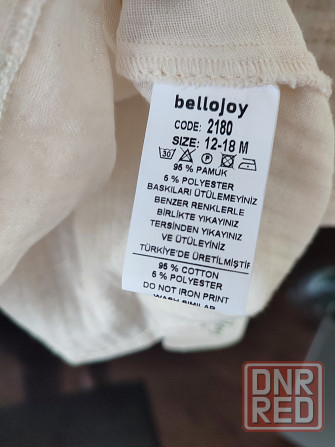 bellojoy
CODE: 2180
SIZE: 12-18 M
30 P
95 % PAMUK
5 % POLYESTER
BASKILARI ÜTÜLEMEYİNİZ
BENZER RENKLERLE
BİRLİKTE YIKAYINIZ
TERSİNDEN YIKAYINIZ
VE ÜTÜLEYİNİZ
TÜRKİYE'DE ÜRETİLMİŞTİR
95 % COTTON
5 % POLYESTER
DO NOT IRON PRINT
WASH SIMILAR
DNR
RED